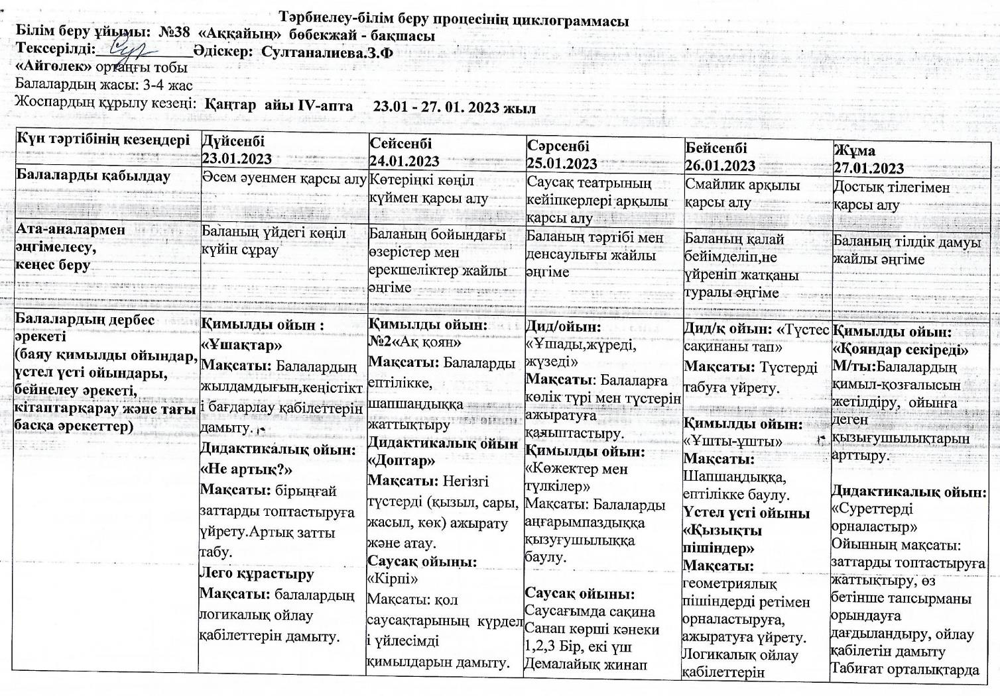 Тәрбиелеу-білім беру процесінің циклограммасы
Білім беру ұйымы: №38 «Аққайың» бөбекжай - бақшасы
Тексерілді:____________Әдіскер: Султаналиева.З.Ф
«Айгөлек» ортаңғы тобы
Балалардың жасы: 3-4 жас
Жоспардың құрылу кезеңі: Қаңтар айы IV-апта 23.01 - 27. 01. 2023 жыл
Күн тәртібінің кезеңдері
Дүйсенбі
23.01.2023
Сейсенбі
24.01.2023
Сәрсенбі
25.01.2023
Бейсенбі
26.01.2023
Жұма
27.01.2023
Балаларды қабылдау
Әсем әуенмен қарсы алу
Көтеріңкі көңіл
күймен қарсы алу
Саусақ театрының
кейіпкерлері арқылы
қарсы алу
Смайлик арқылы
қарсы алу
Достық тілегімен
қарсы алу
Ата-аналармен
әңгімелесу,
кеңес беру
Баланың үйдегі көңіл
күйін сұрау
Баланың бойындағы
өзерістер мен
ерекшеліктер жайлы
әңгіме
Баланың тәртібі мен
денсаулығы жайлы
әңгіме
Баланың қалай
бейімделіп,не
үйреніп жатқаны
туралы әңгіме
Баланың тілдік дамуы
жайлы әңгіме
Балалардың дербес
әрекеті
(баяу қимылды ойындар,
үстел үсті ойындары,
бейнелеу әрекеті,
кітаптарқарау және тағы
басқа әрекеттер)
Қимылды ойын :
«Ұшақтар»
Мақсаты: Балалардың
жылдамдығын,кеңістікт
і бағдарлау қабілеттерін
дамыту.
Дидактикалық ойын:
«Не артық?»
Мақсаты: бірыңғай
заттарды топтастыруға
үйрету.Артық затты
табу.
Лего құрастыру
Мақсаты: балалардың
логикалық ойлау
қабілеттерін дамыту.
Қимылды ойын:
№2«Ақ қоян»
Мақсаты: Балаларды
ептілікке,
шапшаңдыққа
жаттықтыру
Дидактикалық ойын
«Доптар»
Мақсаты: Негізгі
түстерді (қызыл, сары,
жасыл, көк) ажырату
және атау.
Саусақ ойыны:
«Кірпі»
Мақсаты: қол
саусақтарының күрдел
і үйлесімді
қимылдарын дамыту.
Дид/ойын:
«Ұшады,жүреді,
жүзеді»
Мақсаты: Балаларға
көлік түрі мен түстерін
ажыратуға
қалыптастыру.
Қимылды ойын:
«Көжектер мен
түлкілер»
Мақсаты: Балаларды
аңғарымпаздыққа
қызуғушылыққа
баулу.
Саусақ ойыны:
Саусағымда сақина
Санап көрші кәнеки
1,2,3 Бір, екі үш
Демалайық жинап
Дид/қ ойын: «Түстес
сақинаны тап»
Мақсаты: Түстерді
табуға үйрету.
Қимылды ойын:
«Ұшты-ұшты»
Мақсаты:
Шапшаңдыққа,
ептілікке баулу.
Үстел үсті ойыны
«Қызықты
пішіндер»
Мақсаты:
геометриялық
пішіндерді ретімен
орналастыруға,
ажыратуға үйрету.
Логикалық ойлау
қабілеттерін
Қимылды ойын:
«Қояндар секіреді»
М/ты:Балалардың
қимыл-қозғалысын
жетілдіру, ойынға
деген
қызығушылықтарын
арттыру.
Дидактикалық ойын:
«Суреттерді
орналастыр»
Ойынның мақсаты:
заттарды топтастыруға
жаттықтыру, өз
бетінше тапсырманы
орындауға
дағдыландыру, ойлау
қабілетін дамыту
Табиғат орталықтарда